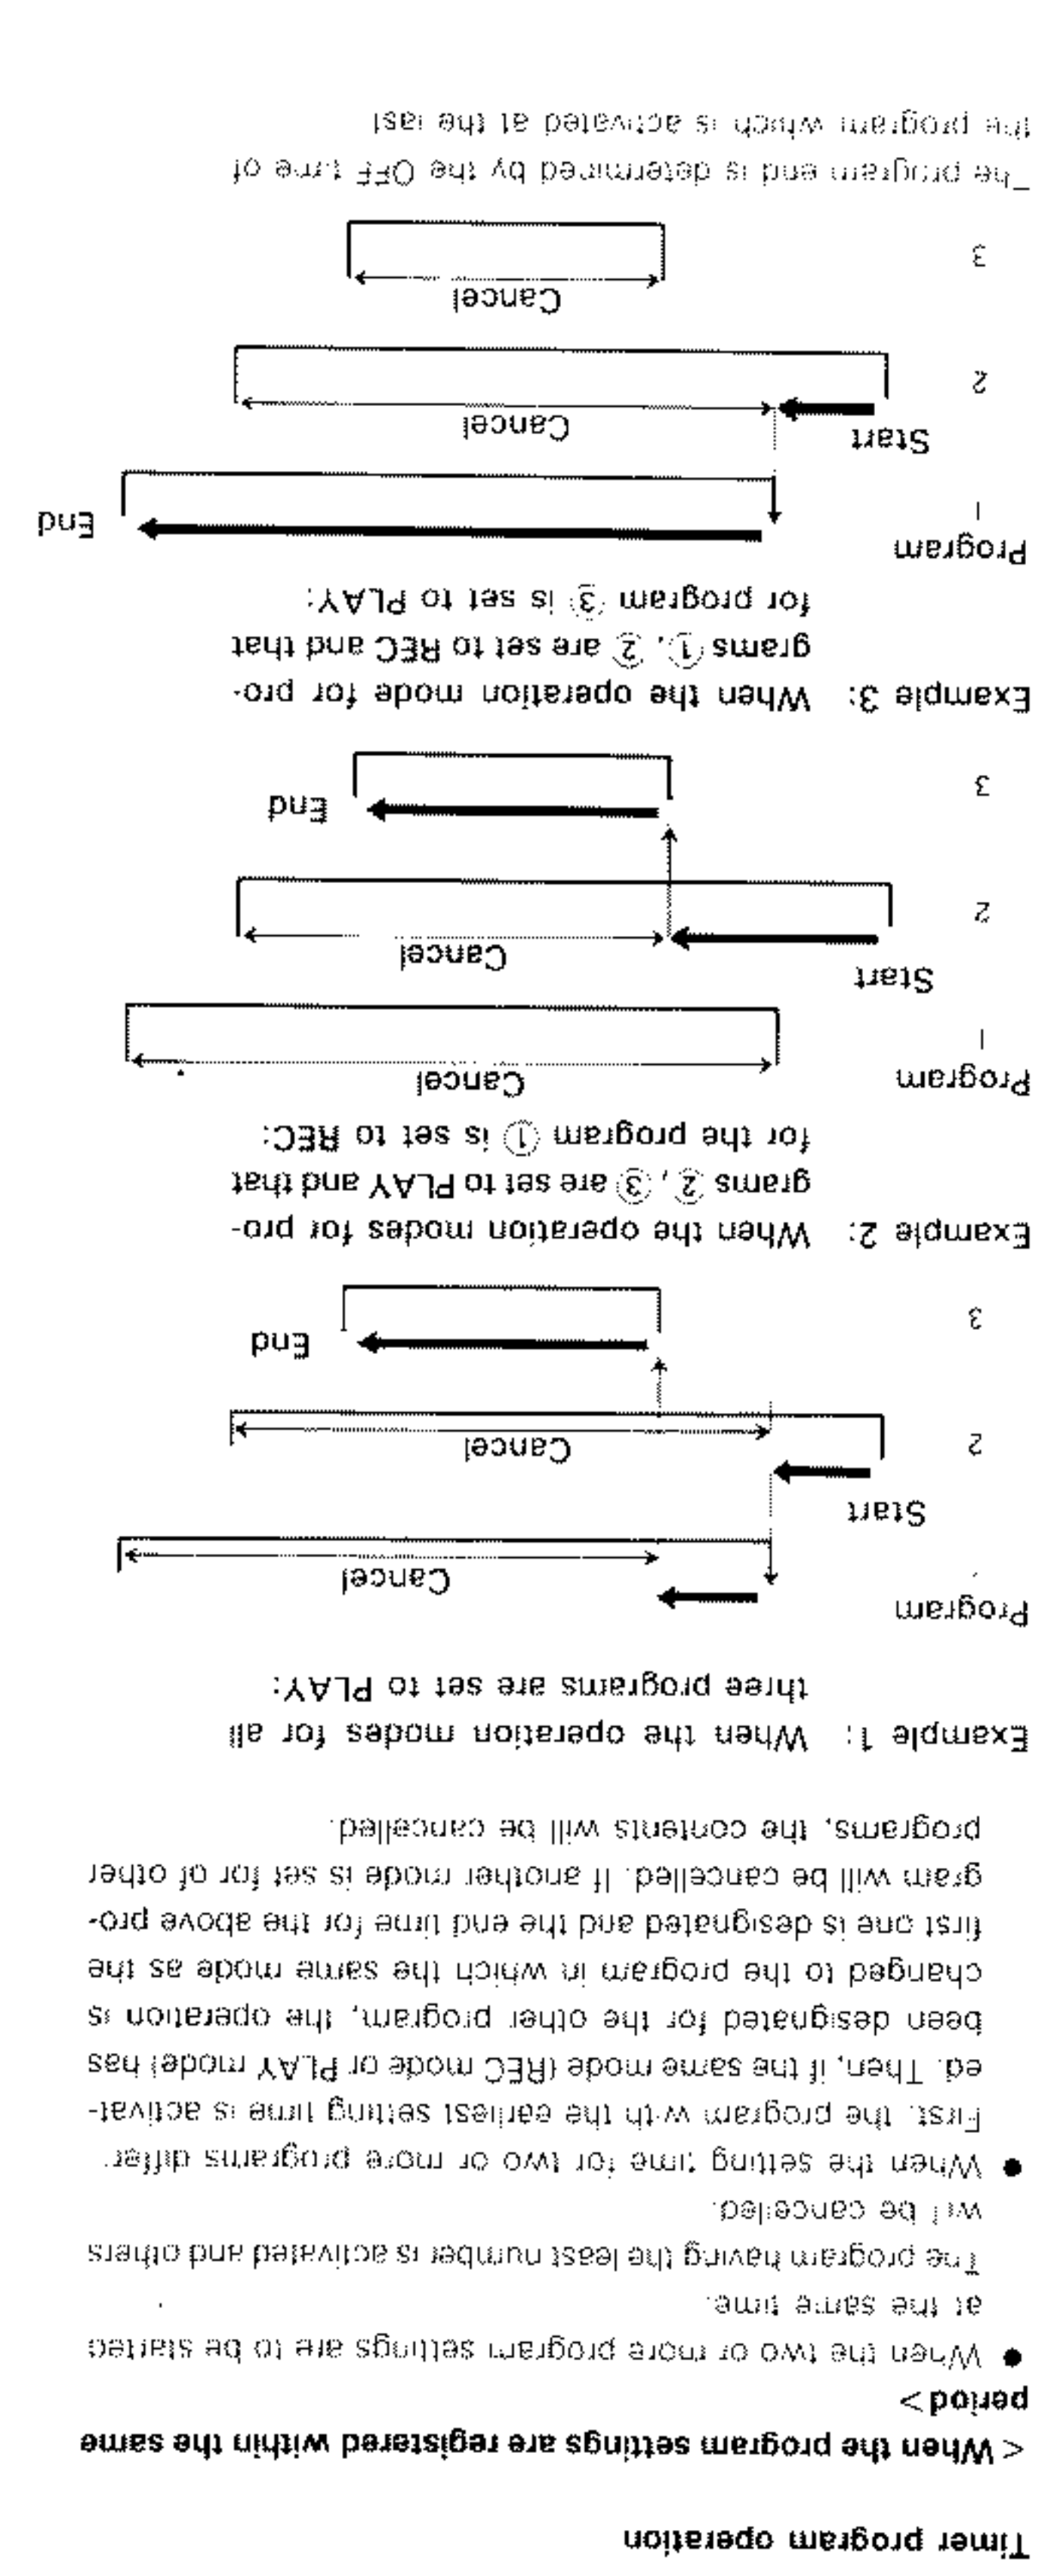 Timer program operation
< When the program settings are registered within the same
period >
● When the two or more program settings are to be started
at the same time.
The program having the least number is activated and others
will be cancelled.
● When the setting time for two or more programs differ.
First, the program with the earliest setting time is activat-
ed. Then, if the same mode (REC mode or PLAY mode) has
been designated for the other program, the operation is
changed to the program in which the same mode as the
first one is designated and the end time for the above pro-
gram will be cancelled. If another mode is set for of other
programs, the contents will be cancelled.
Example 1: When the operation modes for all
three programs are set to PLAY:
Program
Cancel
Start
2
Cancel
3
End
Example 2: When the operation modes for pro-
grams ②, ③ are set to PLAY and that
for the program ① is set to REC:
Program
1
Cancel
Start
2
Cancel
3
End
Example 3: When the operation mode for pro-
grams ①, ② are set to REC and that
for program ③ is set to PLAY:
Program
1
End
Start
2
Cancel
3
Cancel
The program end is determined by the OFF time of
the program which is activated at the last